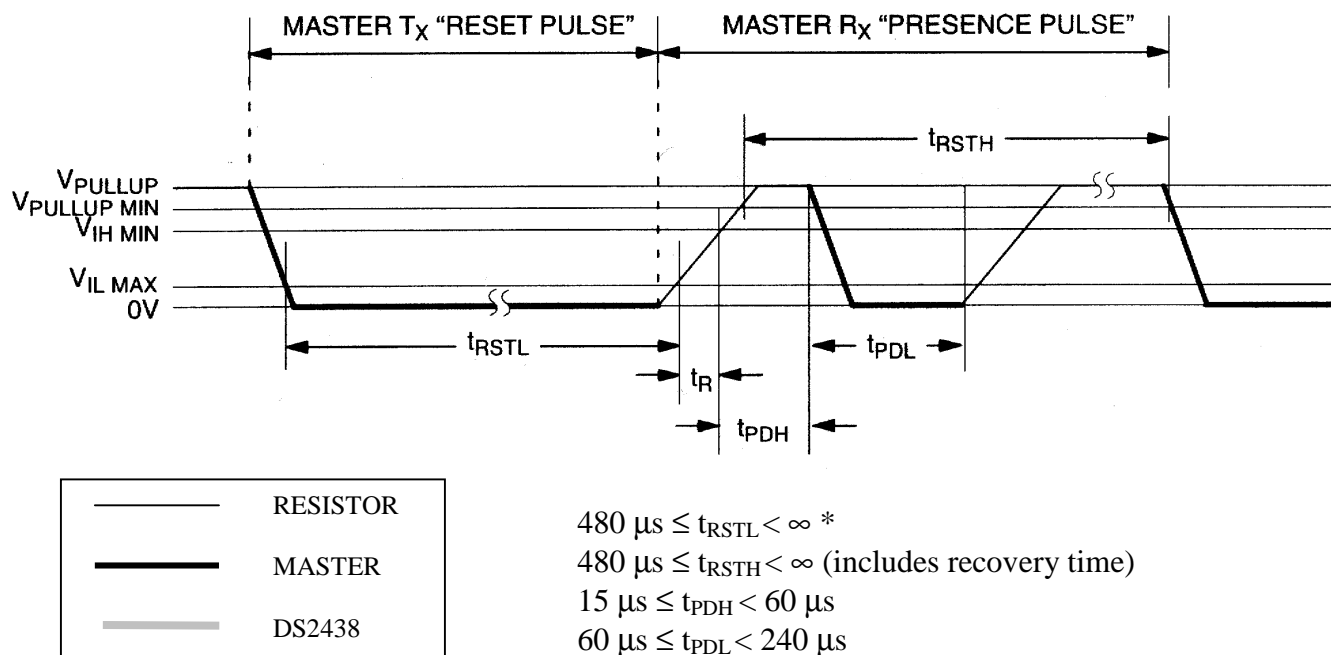 MASTER TX “RESET PULSE”
MASTER RX “PRESENCE PULSE”
tRSTH
VPULLUP
VPULLUP MIN
VIH MIN
VIL MAX
0V
tRSTL
tPDL
tR
tPDH
RESISTOR
MASTER
DS2438
480 μs ≤ tRSTL < ∞ *
480 μs ≤ tRSTH < ∞ (includes recovery time)
15 μs ≤ tPDH < 60 μs
60 μs ≤ tPDL < 240 μs